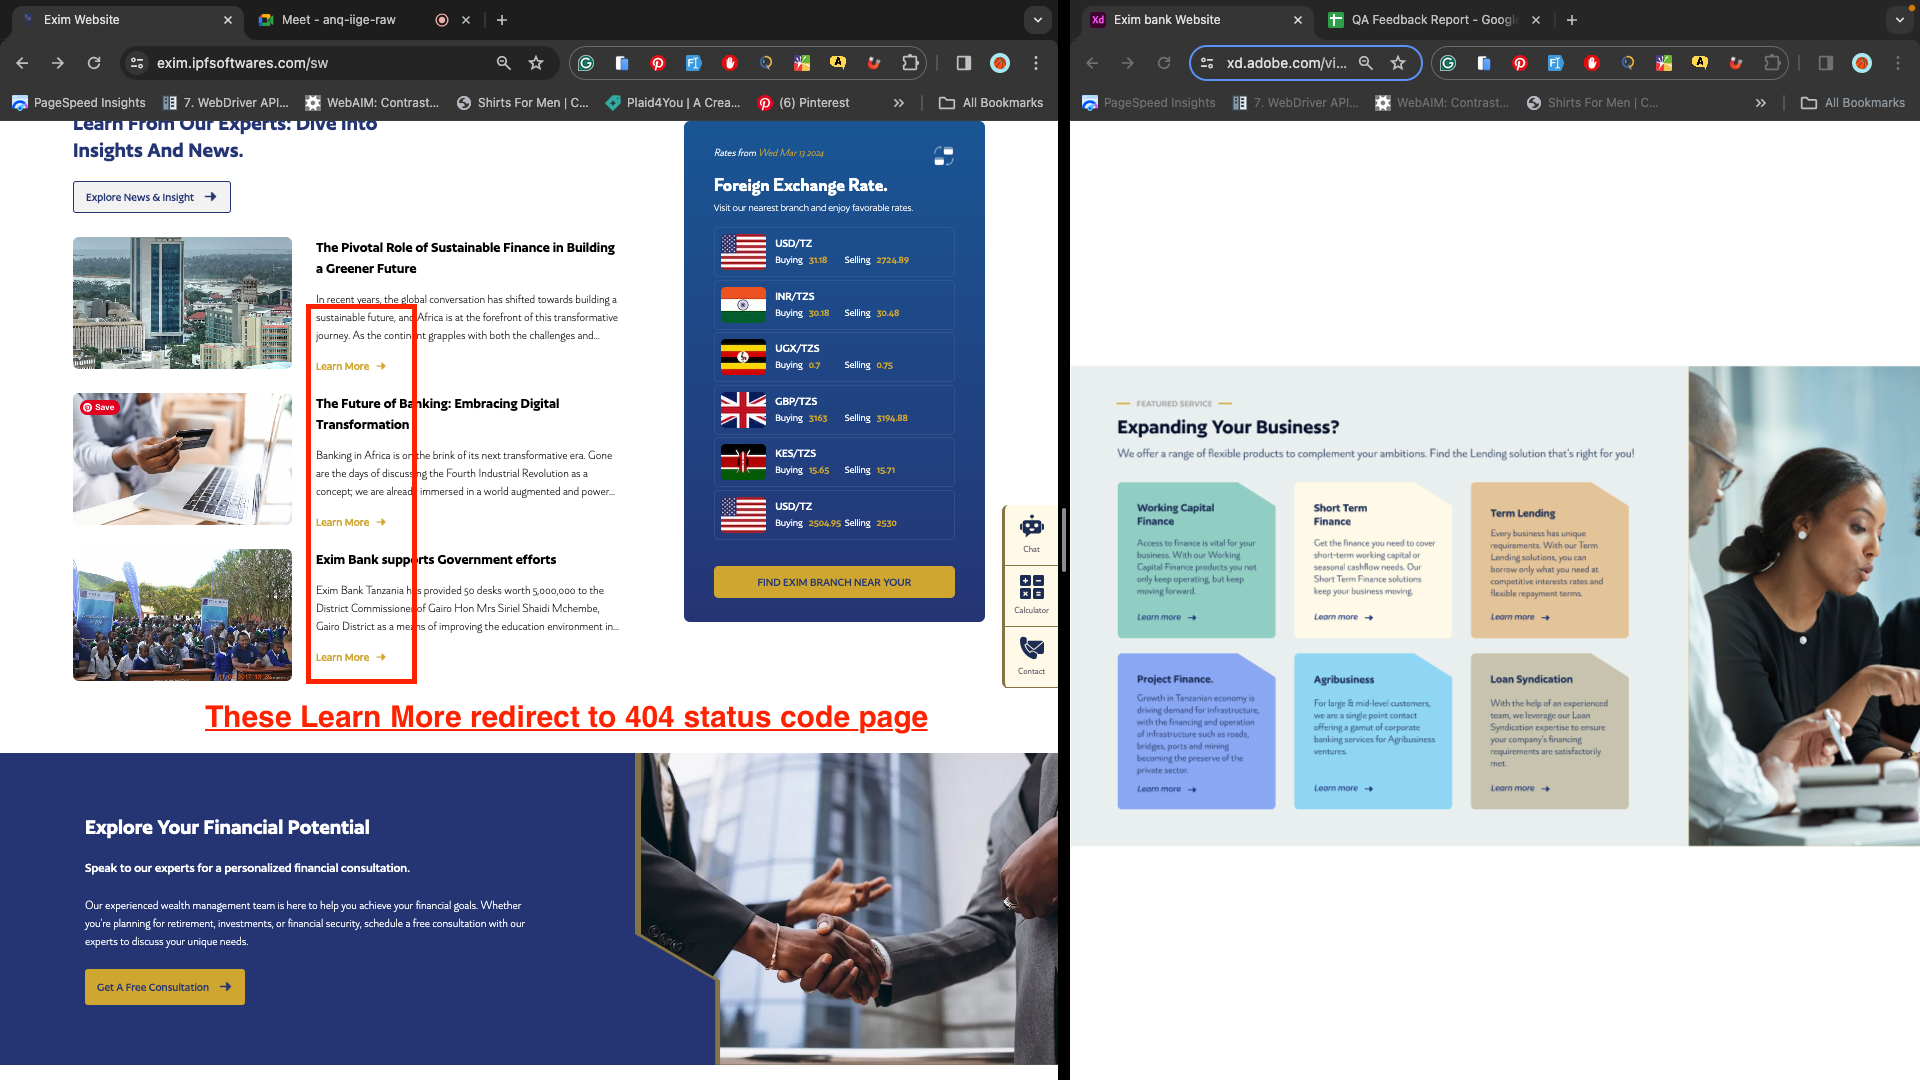 Exim Website
Meet - anq-iige-raw
exim.ipfsoftwares.com/sw
PageSpeed Insights
7. WebDriver API...
WebAIM: Contrast...
Shirts For Men | C...
Plaid4You | A Crea...
(6) Pinterest
All Bookmarks
Learn From Our Experts: Dive Into
Insights And News.
Explore News & Insight
The Pivotal Role of Sustainable Finance in Building
a Greener Future
In recent years, the global conversation has shifted towards building a
sustainable future, and Africa is at the forefront of this transformative
journey. As the continent grapples with both the challenges and...
Learn More
Save
The Future of Banking: Embracing Digital
Transformation
Banking in Africa is on the brink of its next transformative era. Gone
are the days of discussing the Fourth Industrial Revolution as a
concept; we are already immersed in a world augmented and power...
Learn More
Exim Bank supports Government efforts
Exim Bank Tanzania has provided 50 desks worth 5,000,000 to the
District Commissioner of Gairo Hon Mrs Siriel Shaidi Mchembe,
Gairo District as a means of improving the education environment in...
Learn More
These Learn More redirect to 404 status code page
Rates from Wed Mar 13 2024
Foreign Exchange Rate.
Visit our nearest branch and enjoy favorable rates.
USD/TZ
Buying 31.18 Selling 2724.89
INR/TZS
Buying 30.18 Selling 30.48
UGX/TZS
Buying 0.7 Selling 0.75
GBP/TZS
Buying 3163 Selling 3194.88
KES/TZS
Buying 15.65 Selling 15.71
USD/TZ
Buying 2504.95 Selling 2530
FIND EXIM BRANCH NEAR YOUR
Chat
Calculator
Contact
Explore Your Financial Potential
Speak to our experts for a personalized financial consultation.
Our experienced wealth management team is here to help you achieve your financial goals. Whether
you're planning for retirement, investments, or financial security, schedule a free consultation with our
experts to discuss your unique needs.
Get A Free Consultation
Xd
Exim bank Website
QA Feedback Report - Google
xd.adobe.com/vi...
PageSpeed Insights
7. WebDriver API...
WebAIM: Contrast...
Shirts For Men | C...
All Bookmarks
FEATURED SERVICE
Expanding Your Business?
We offer a range of flexible products to complement your ambitions. Find the Lending solution that's right for you!
Working Capital
Finance
Access to finance is vital for your
business. With our Working
Capital Finance products you not
only keep operating, but keep
moving forward.
Learn more
Short Term
Finance
Get the finance you need to cover
short-term working capital or
seasonal cashflow needs. Our
Short Term Finance solutions
keep your business moving.
Learn more
Term Lending
Every business has unique
requirements. With our Term
Lending solutions, you can
borrow only what you need at
competitive interests rates and
flexible repayment terms.
Learn more
Project Finance.
Growth in Tanzanian economy is
driving demand for infrastructure,
with the financing and operation
of infrastructure such as roads,
bridges, ports and mining
becoming the preserve of the
private sector.
Learn more
Agribusiness
For large & mid-level customers,
we are a single point contact
offering a gamut of corporate
banking services for Agribusiness
ventures.
Learn more
Loan Syndication
With the help of an experienced
team, we leverage our Loan
Syndication expertise to ensure
your company's financing
requirements are satisfactorily
met.
Learn more